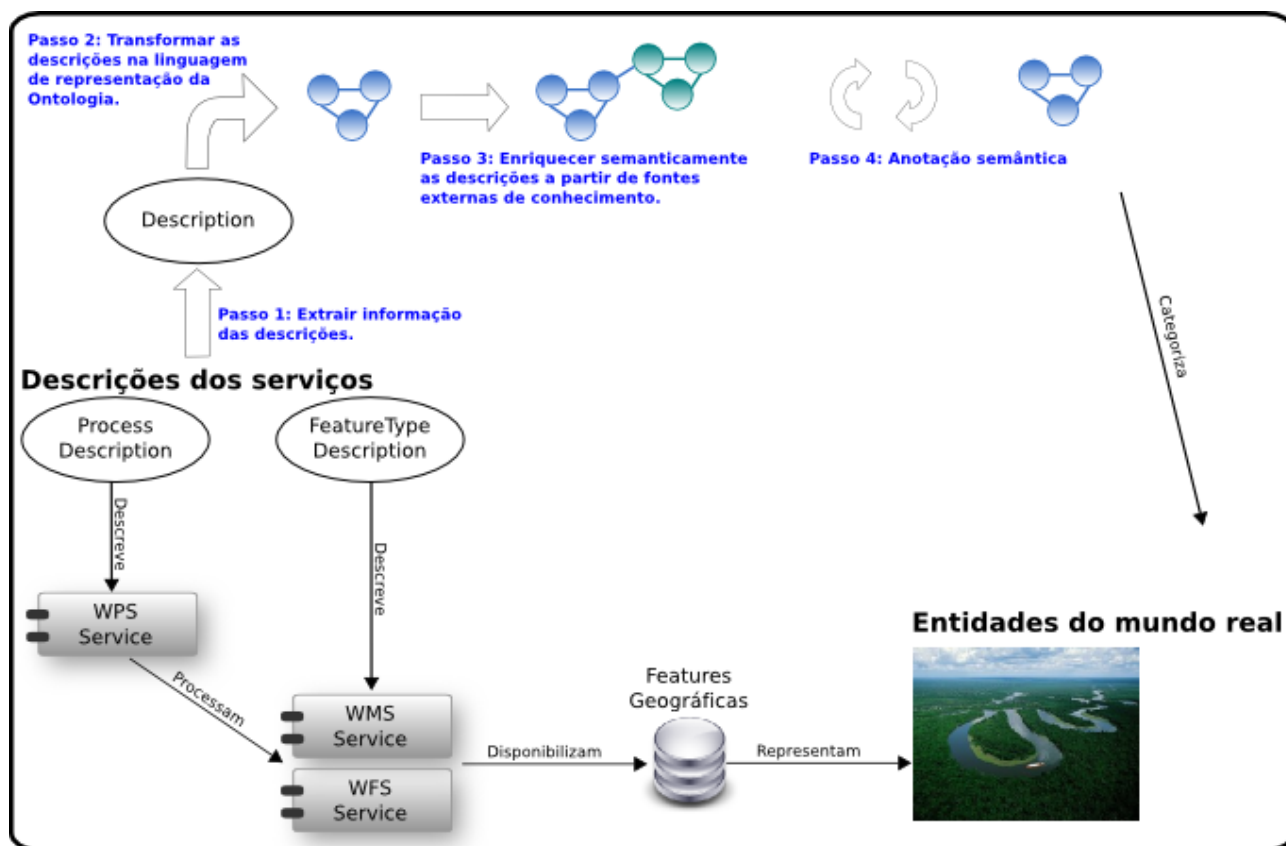 Passo 2: Transformar as
descrições na linguagem
de representação da
Ontologia.
Passo 3: Enriquecer semanticamente
as descrições a partir de fontes
externas de conhecimento.
Passo 4: Anotação semântica
Description
Passo 1: Extrair informação
das descrições.
Categoriza
Descrições dos serviços
Process
Description
FeatureType
Description
Descreve
Descreve
WPS
Service
Processam
WMS
Service
WFS
Service
Disponibilizam
Features
Geográficas
Representam
Entidades do mundo real